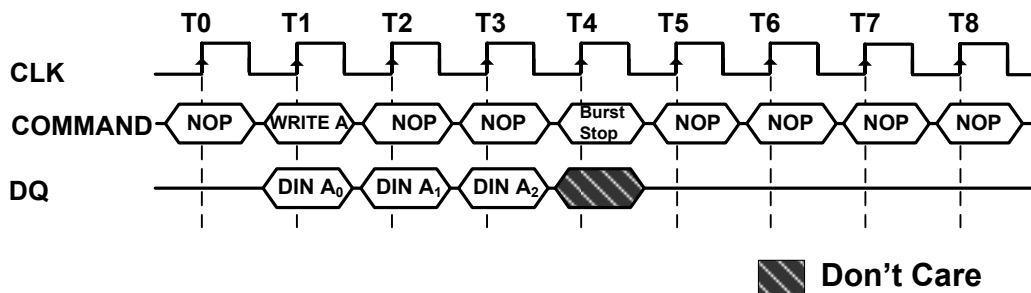 T0 T1 T2 T3 T4 T5 T6 T7 T8
CLK
COMMAND NOP WRITE A NOP NOP Burst Stop NOP NOP NOP NOP
DQ DIN A₀ DIN A₁ DIN A₂
Don't Care